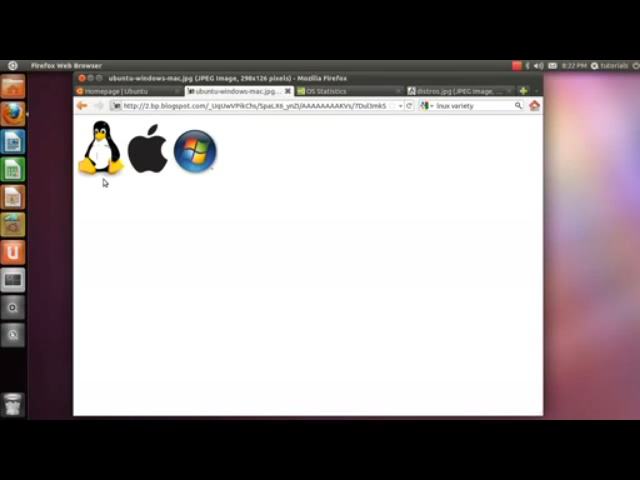 Firefox Web Browser
8:22 PM tutorials
ubuntu-windows-mac.jpg (JPEG Image, 298x126 pixels) - Mozilla Firefox
Homepage | Ubuntu
ubuntu-windows-mac.jpg...
OS Statistics
distros.jpg (JPEG Image, ...
linux variety